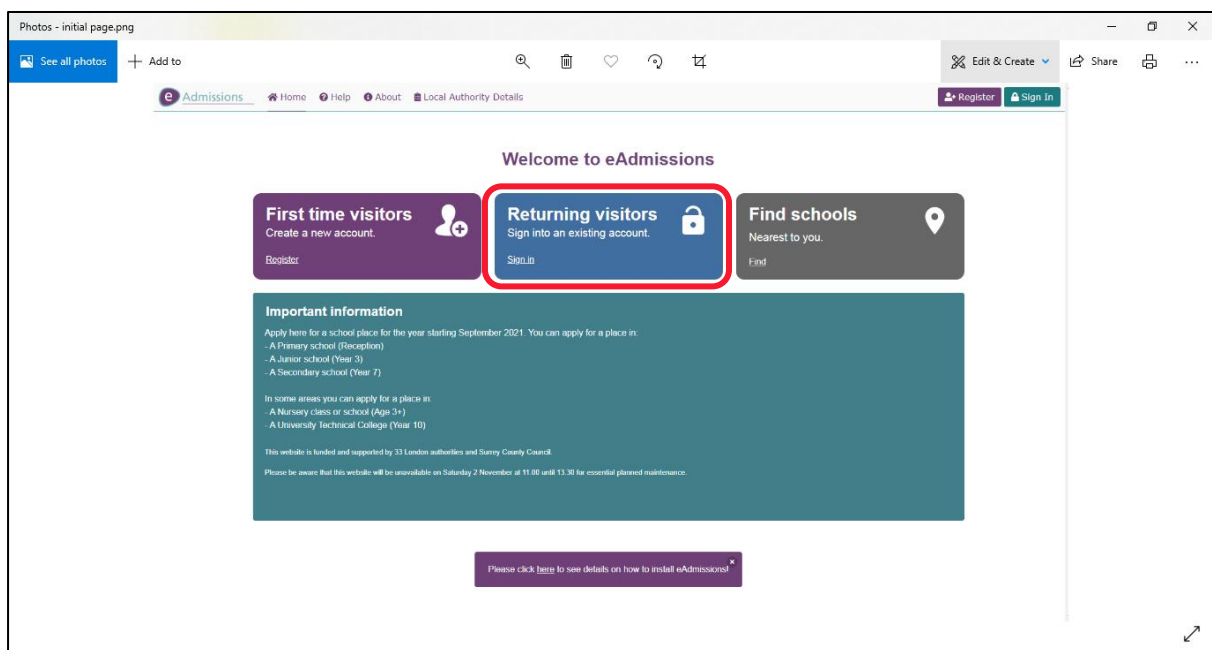 Photos - initial page.png
See all photos
Add to
Edit & Create
Share
e Admissions
Home
Help
About
Local Authority Details
Register
Sign In
Welcome to eAdmissions
First time visitors
Create a new account.
Register
Returning visitors
Sign into an existing account.
Sign in
Find schools
Nearest to you.
Find
Important information
Apply here for a school place for the year starting September 2021. You can apply for a place in:
- A Primary school (Reception)
- A Junior school (Year 3)
- A Secondary school (Year 7)
In some areas you can apply for a place in
- A Nursery class or school (Age 3+)
- A University Technical College (Year 10)
This website is funded and supported by 33 London authorities and Surrey County Council.
Please be aware that this website will be unavailable on Saturday 2 November at 11.00 until 13.30 for essential planned maintenance.
Please click here to see details on how to install eAdmissions!